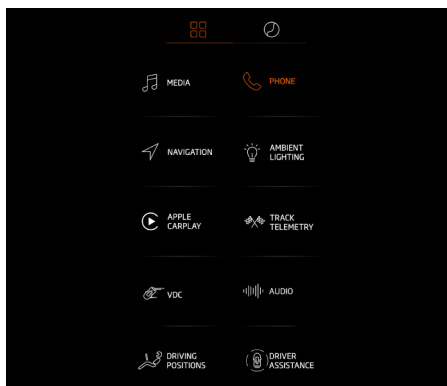 MEDIA
PHONE
NAVIGATION
AMBIENT
LIGHTING
APPLE
CARPLAY
TRACK
TELEMETRY
VDC
AUDIO
DRIVING
POSITIONS
DRIVER
ASSISTANCE